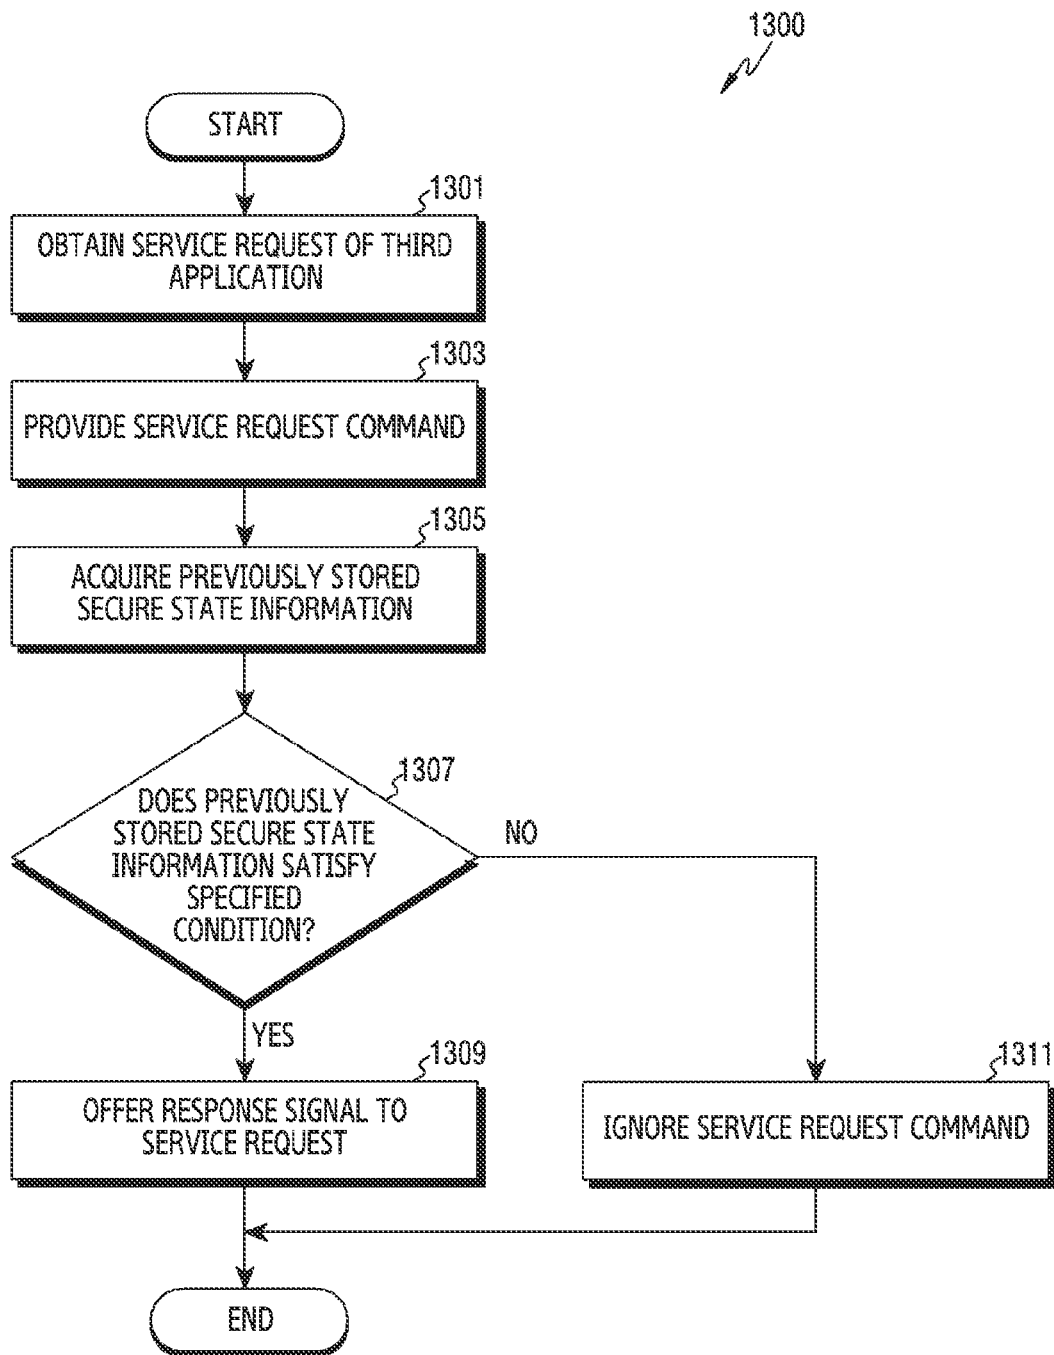 1300
START
1301
OBTAIN SERVICE REQUEST OF THIRD
APPLICATION
1303
PROVIDE SERVICE REQUEST COMMAND
1305
ACQUIRE PREVIOUSLY STORED
SECURE STATE INFORMATION
1307
DOES PREVIOUSLY
STORED SECURE STATE
INFORMATION SATISFY
SPECIFIED
CONDITION?
NO
YES
1309
OFFER RESPONSE SIGNAL TO
SERVICE REQUEST
1311
IGNORE SERVICE REQUEST COMMAND
END